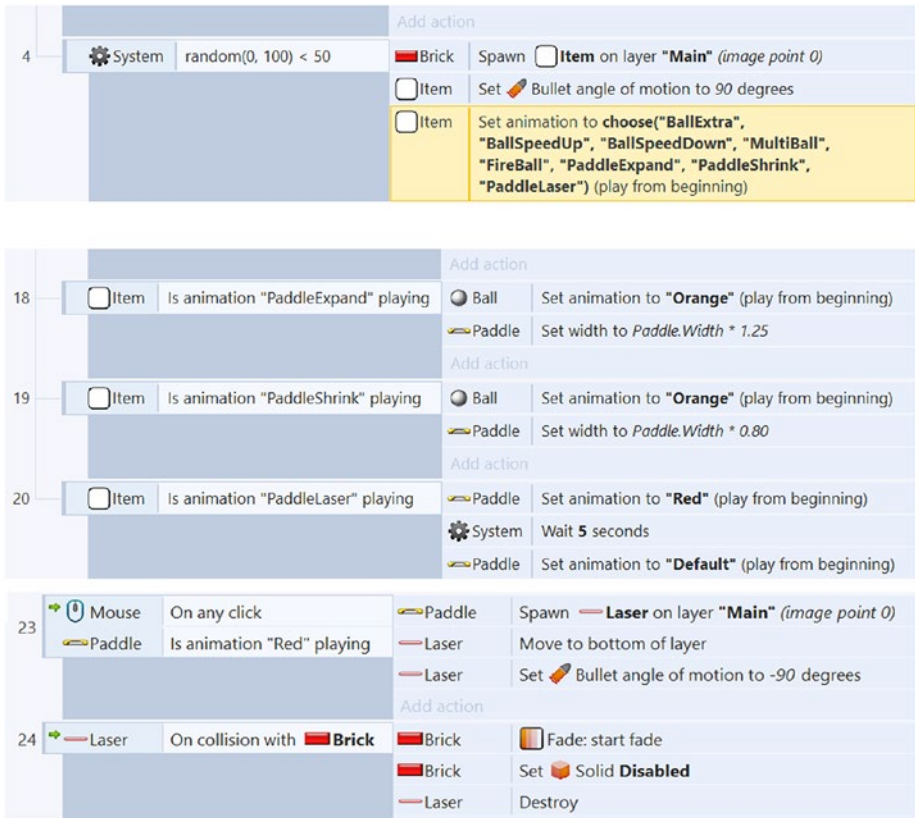 Add action
4 System random(0, 100) < 50 Brick Spawn Item on layer "Main" (image point 0)
Item Set Bullet angle of motion to 90 degrees
Item Set animation to choose("BallExtra",
"BallSpeedUp", "BallSpeedDown", "MultiBall",
"FireBall", "PaddleExpand", "PaddleShrink",
"PaddleLaser") (play from beginning)
Add action
18 Item Is animation "PaddleExpand" playing Ball Set animation to "Orange" (play from beginning)
Paddle Set width to Paddle.Width * 1.25
Add action
19 Item Is animation "PaddleShrink" playing Ball Set animation to "Orange" (play from beginning)
Paddle Set width to Paddle.Width * 0.80
Add action
20 Item Is animation "PaddleLaser" playing Paddle Set animation to "Red" (play from beginning)
System Wait 5 seconds
Paddle Set animation to "Default" (play from beginning)
23 Mouse On any click Paddle Spawn Laser on layer "Main" (image point 0)
Paddle Is animation "Red" playing Laser Move to bottom of layer
Laser Set Bullet angle of motion to -90 degrees
Add action
24 Laser On collision with Brick Brick Fade: start fade
Brick Set Solid Disabled
Laser Destroy